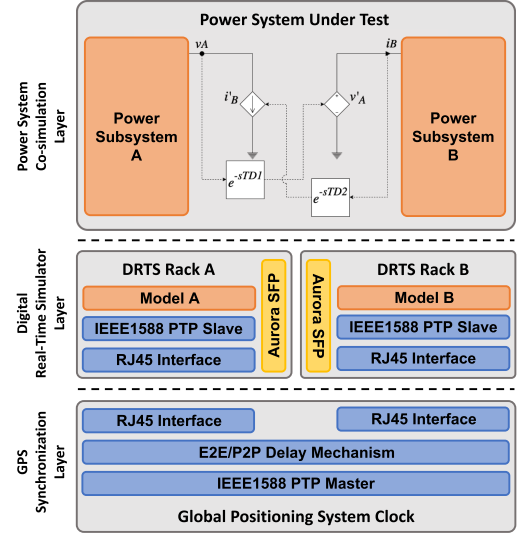 Power System Under Test
Power System
Co-simulation
Layer
Power
Subsystem
A
vA
i'B
e-sTD1
iB
v'A
e-sTD2
Power
Subsystem
B
Digital
Real-Time Simulator
Layer
DRTS Rack A
Model A
IEEE1588 PTP Slave
RJ45 Interface
Aurora SFP
Aurora SFP
DRTS Rack B
Model B
IEEE1588 PTP Slave
RJ45 Interface
GPS
Synchronization
Layer
RJ45 Interface
RJ45 Interface
E2E/P2P Delay Mechanism
IEEE1588 PTP Master
Global Positioning System Clock